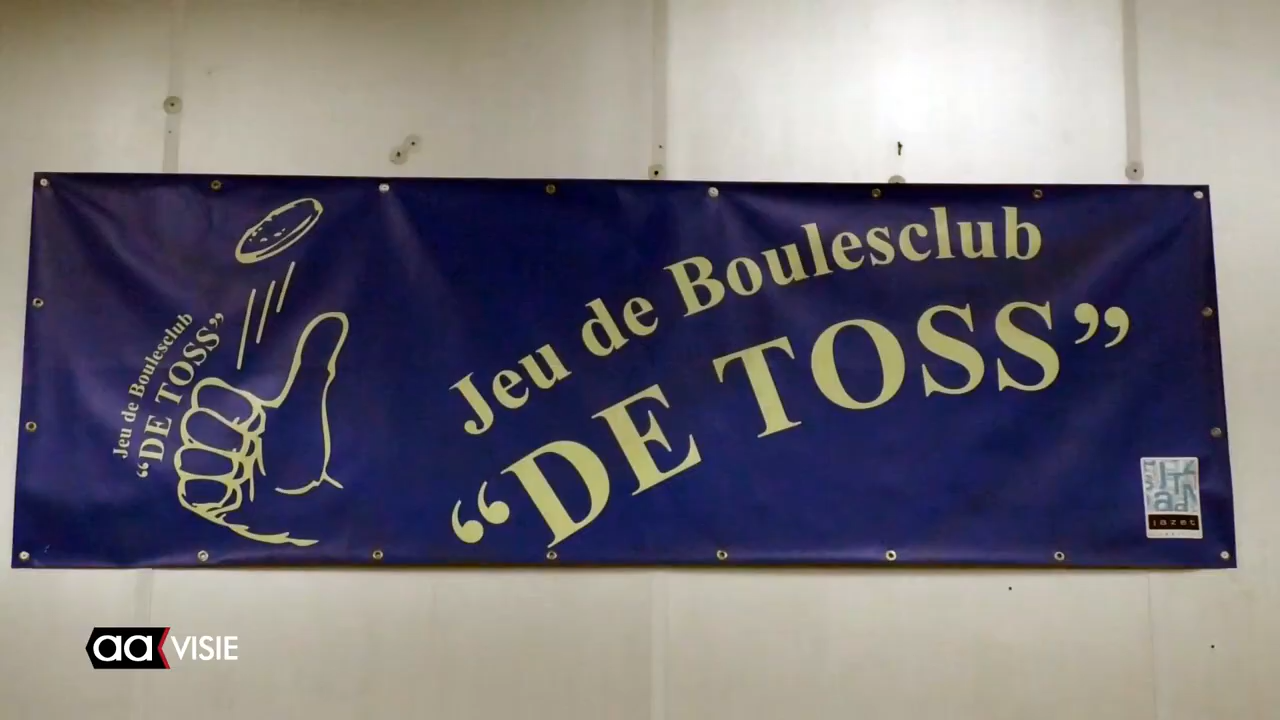 Jeu de Boulesclub
"DE TOSS"
Jeu de Boulesclub
“DE TOSS”
jazet
aa VISIE